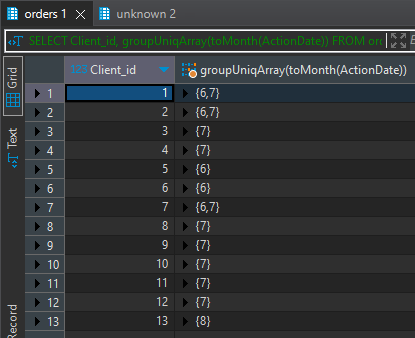 orders 1 unknown 2
SELECT Client_id, groupUniqArray(toMonth(ActionDate)) FROM
Grid
Text
Record
123 Client_id groupUniqArray(toMonth(ActionDate))
1 1 {6,7}
2 2 {6,7}
3 3 {7}
4 4 {7}
5 5 {6}
6 6 {6}
7 7 {6,7}
8 8 {7}
9 9 {7}
10 10 {7}
11 11 {7}
12 12 {7}
13 13 {8}